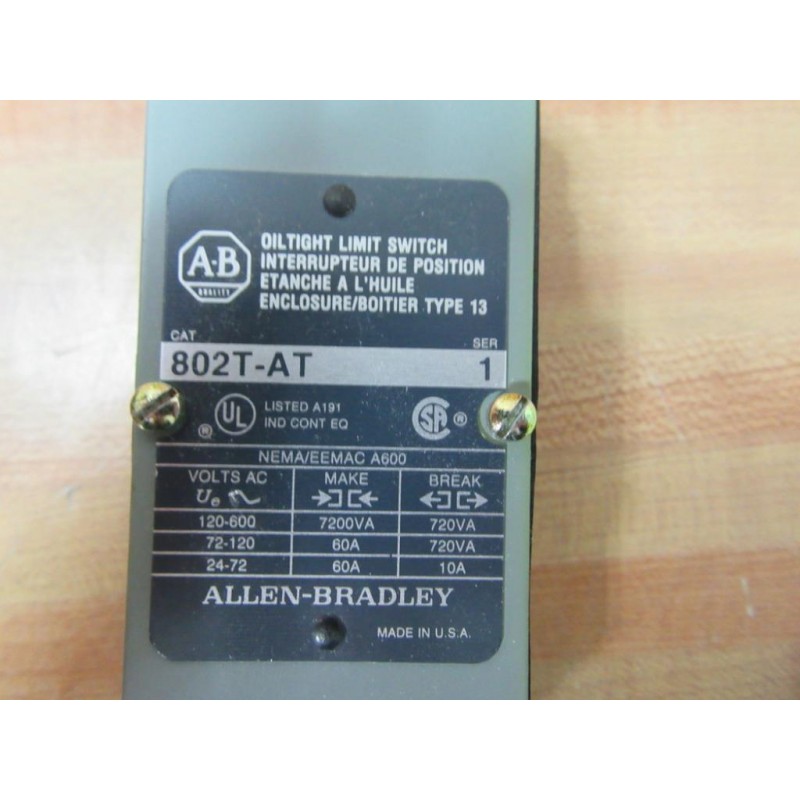 A-B
QUALITY
OILTIGHT LIMIT SWITCH
INTERRUPTEUR DE POSITION
ETANCHE A L'HUILE
ENCLOSURE/BOITIER TYPE 13
CAT SER
802T-AT 1
UL ® LISTED A191
IND CONT EQ
SA ®
NEMA/EEMAC A600
VOLTS AC MAKE BREAK
Ue
120-600 7200VA 720VA
72-120 60A 720VA
24-72 60A 10A
ALLEN-BRADLEY
MADE IN U.S.A.